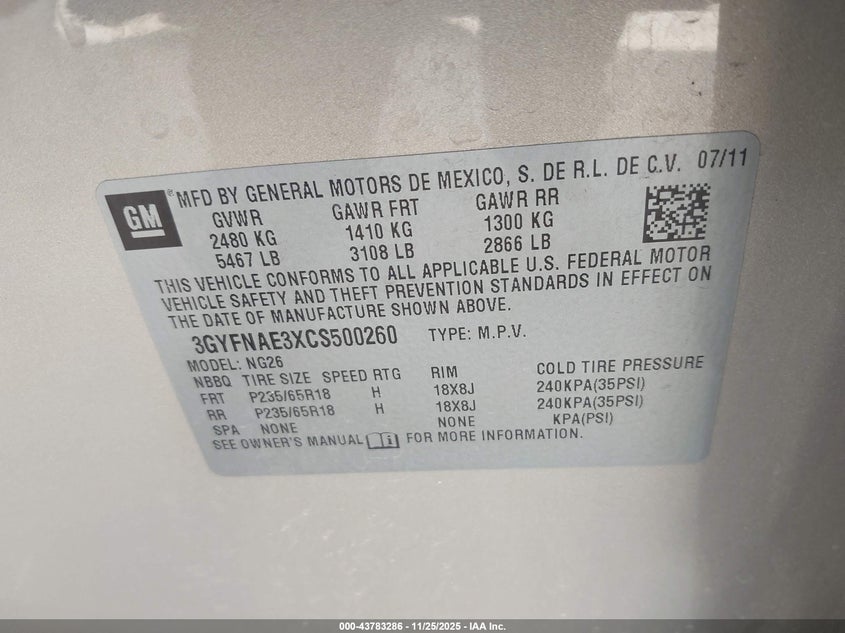 GM® MFD BY GENERAL MOTORS DE MEXICO, S. DE R.L. DE C.V. 07/11
GVWR GAWR FRT GAWR RR
2480 KG 1410 KG 1300 KG
5467 LB 3108 LB 2866 LB
THIS VEHICLE CONFORMS TO ALL APPLICABLE U.S. FEDERAL MOTOR
VEHICLE SAFETY AND THEFT PREVENTION STANDARDS IN EFFECT ON
THE DATE OF MANUFACTURE SHOWN ABOVE.
3GYFNAE3XCS500260 TYPE: M.P.V.
MODEL: NG26
NBBQ TIRE SIZE SPEED RTG RIM COLD TIRE PRESSURE
FRT P235/65R18 H 18X8J 240KPA(35PSI)
RR P235/65R18 H 18X8J 240KPA(35PSI)
SPA NONE NONE KPA(PSI)
SEE OWNER'S MANUAL i FOR MORE INFORMATION.
000-43783286 - 11/25/2025 - IAA Inc.